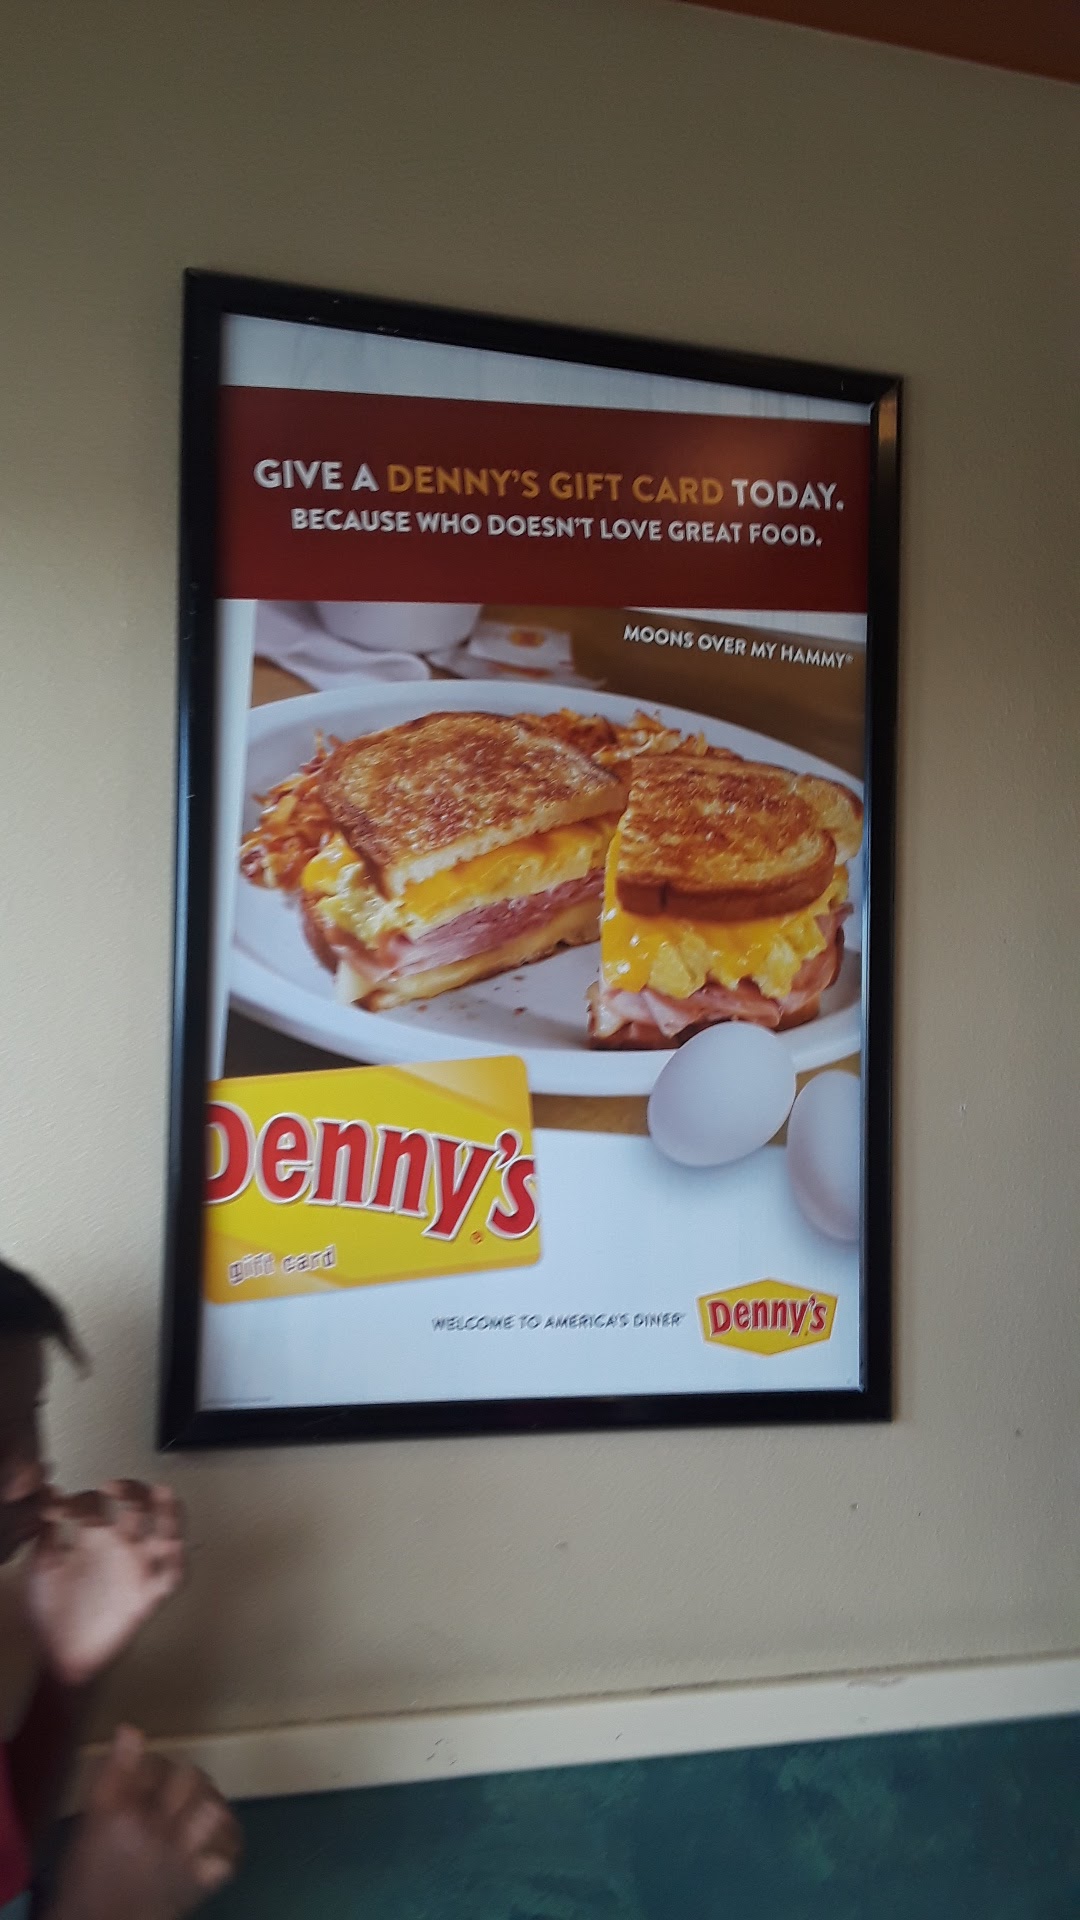 GIVE A DENNY'S GIFT CARD TODAY.
BECAUSE WHO DOESN'T LOVE GREAT FOOD.
MOONS OVER MY HAMMY®
Denny's
gift card
WELCOME TO AMERICA'S DINER™
Denny's